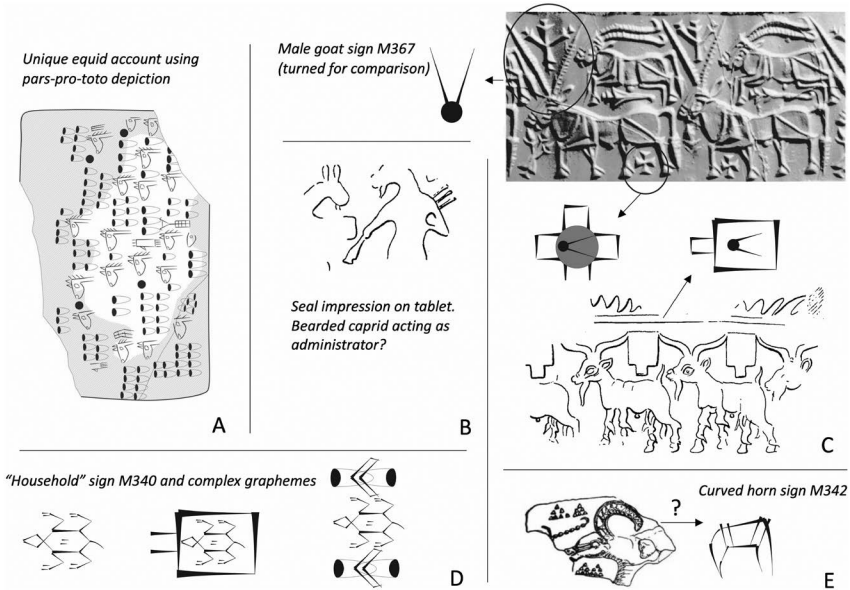 Unique equid account using
pars-pro-toto depiction
A
Male goat sign M367
(turned for comparison)
Seal impression on tablet.
Bearded caprid acting as
administrator?
B
C
“Household” sign M340 and complex graphemes
D
?
Curved horn sign M342
E